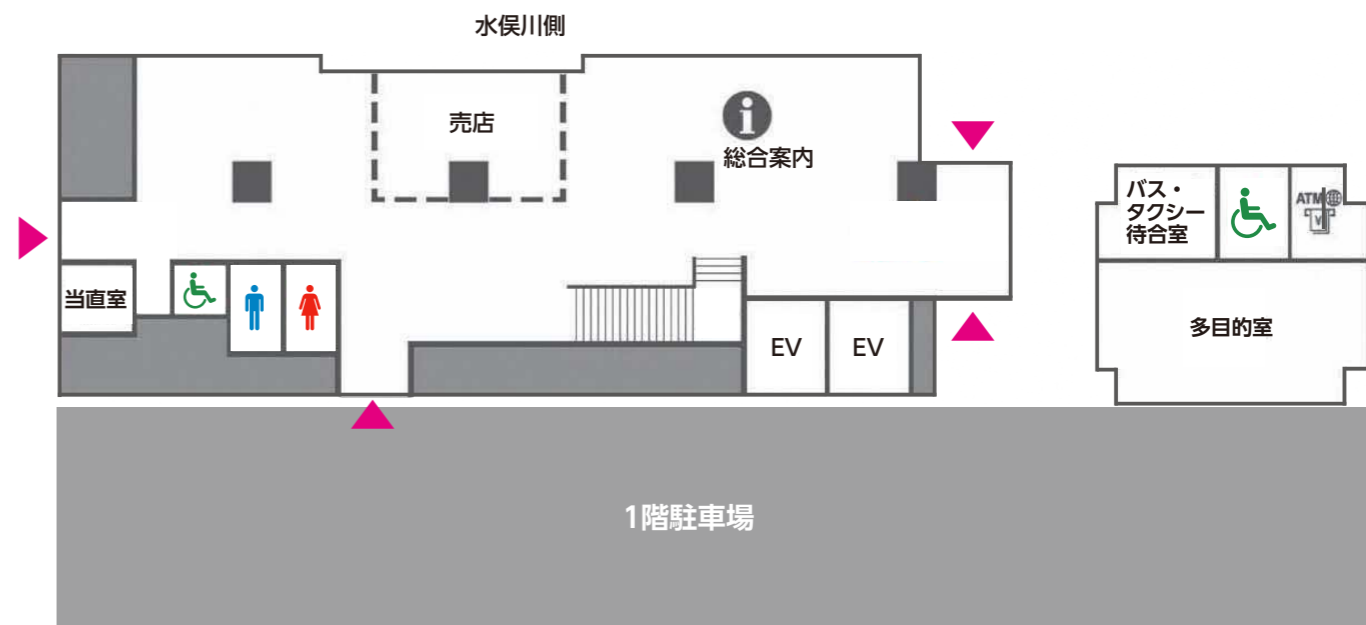 水俣川側
売店
総合案内
バス・
タクシー
待合室
ATM
当直室
EV
EV
多目的室
1階駐車場